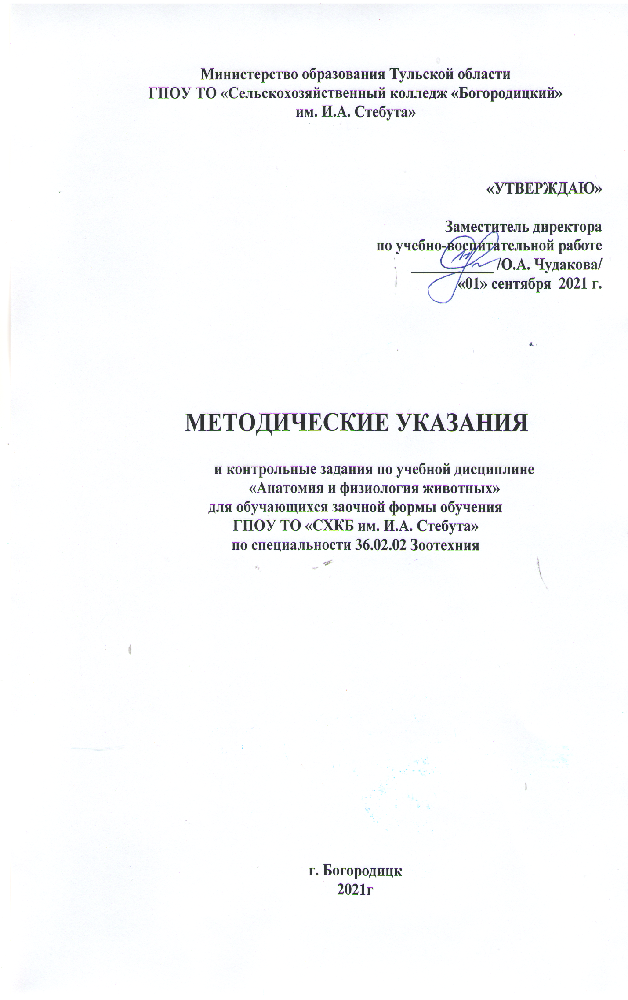 Министерство образования Тульской области
ГПОУ ТО «Сельскохозяйственный колледж «Богородицкий»
им. И.А. Стебута»
«УТВЕРЖДАЮ»
Заместитель директора
по учебно-воспитательной работе
____________/О.А. Чудакова/
«01» сентября 2021 г.
МЕТОДИЧЕСКИЕ УКАЗАНИЯ
и контрольные задания по учебной дисциплине
«Анатомия и физиология животных»
для обучающихся заочной формы обучения
ГПОУ ТО «СХКБ им. И.А. Стебута»
по специальности 36.02.02 Зоотехния
г. Богородицк
2021г